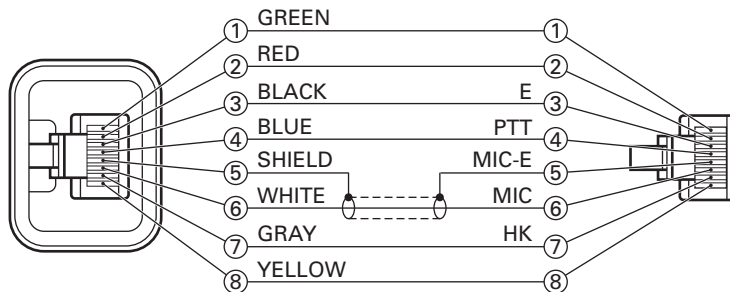 ① GREEN ①
② RED ②
③ BLACK E ③
④ BLUE PTT ④
⑤ SHIELD MIC-E ⑤
⑥ WHITE MIC ⑥
⑦ GRAY HK ⑦
⑧ YELLOW ⑧